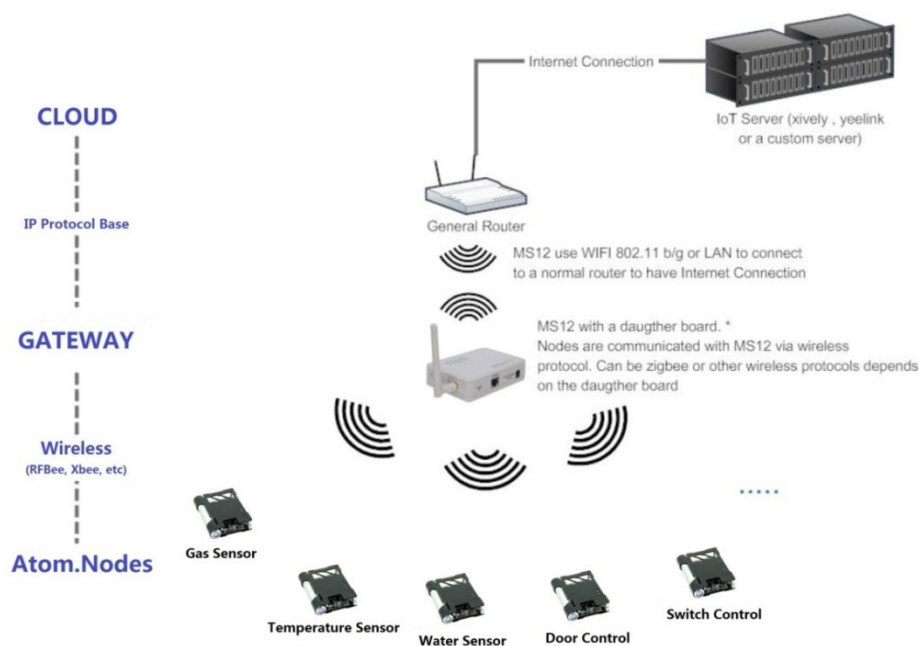 Internet Connection
CLOUD
IoT Server (xively , yeelink
or a custom server)
IP Protocol Base
General Router
MS12 use WIFI 802.11 b/g or LAN to connect
to a normal router to have Internet Connection
GATEWAY
MS12 with a daugther board. *
Nodes are communicated with MS12 via wireless
protocol. Can be zigbee or other wireless protocols depends
on the daugther board
Wireless
(RFBee, Xbee, etc)
.....
Atom.Nodes
Gas Sensor
Temperature Sensor
Water Sensor
Door Control
Switch Control